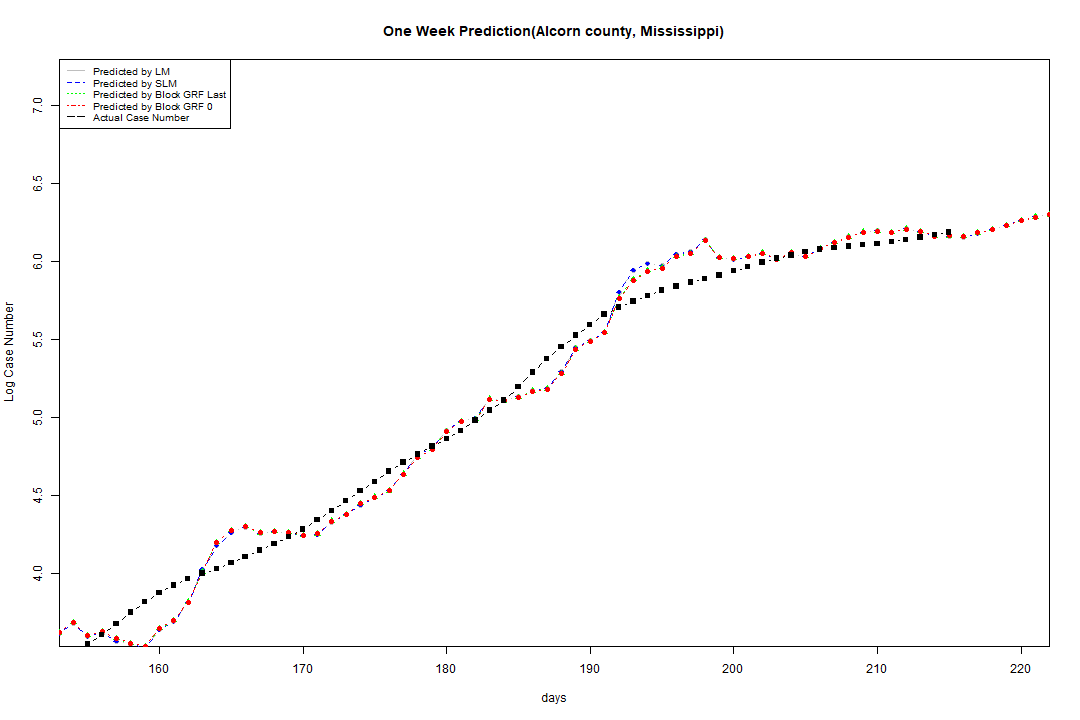 One Week Prediction(Alcorn county, Mississippi)
Predicted by LM
Predicted by SLM
Predicted by Block GRF Last
Predicted by Block GRF 0
Actual Case Number
7.0
6.5
6.0
5.5
5.0
4.5
4.0
Log Case Number
160 170 180 190 200 210 220
days